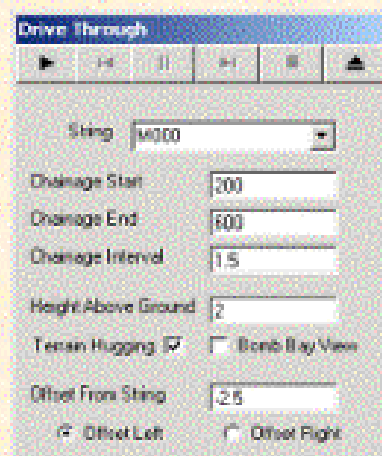 Drive Through
String M000
Chainage Start 200
Chainage End 600
Chainage Interval 1.5
Height Above Ground 2
Terrain Hugging Bomb Bay View
Offset From String -2.5
Offset Left Offset Right